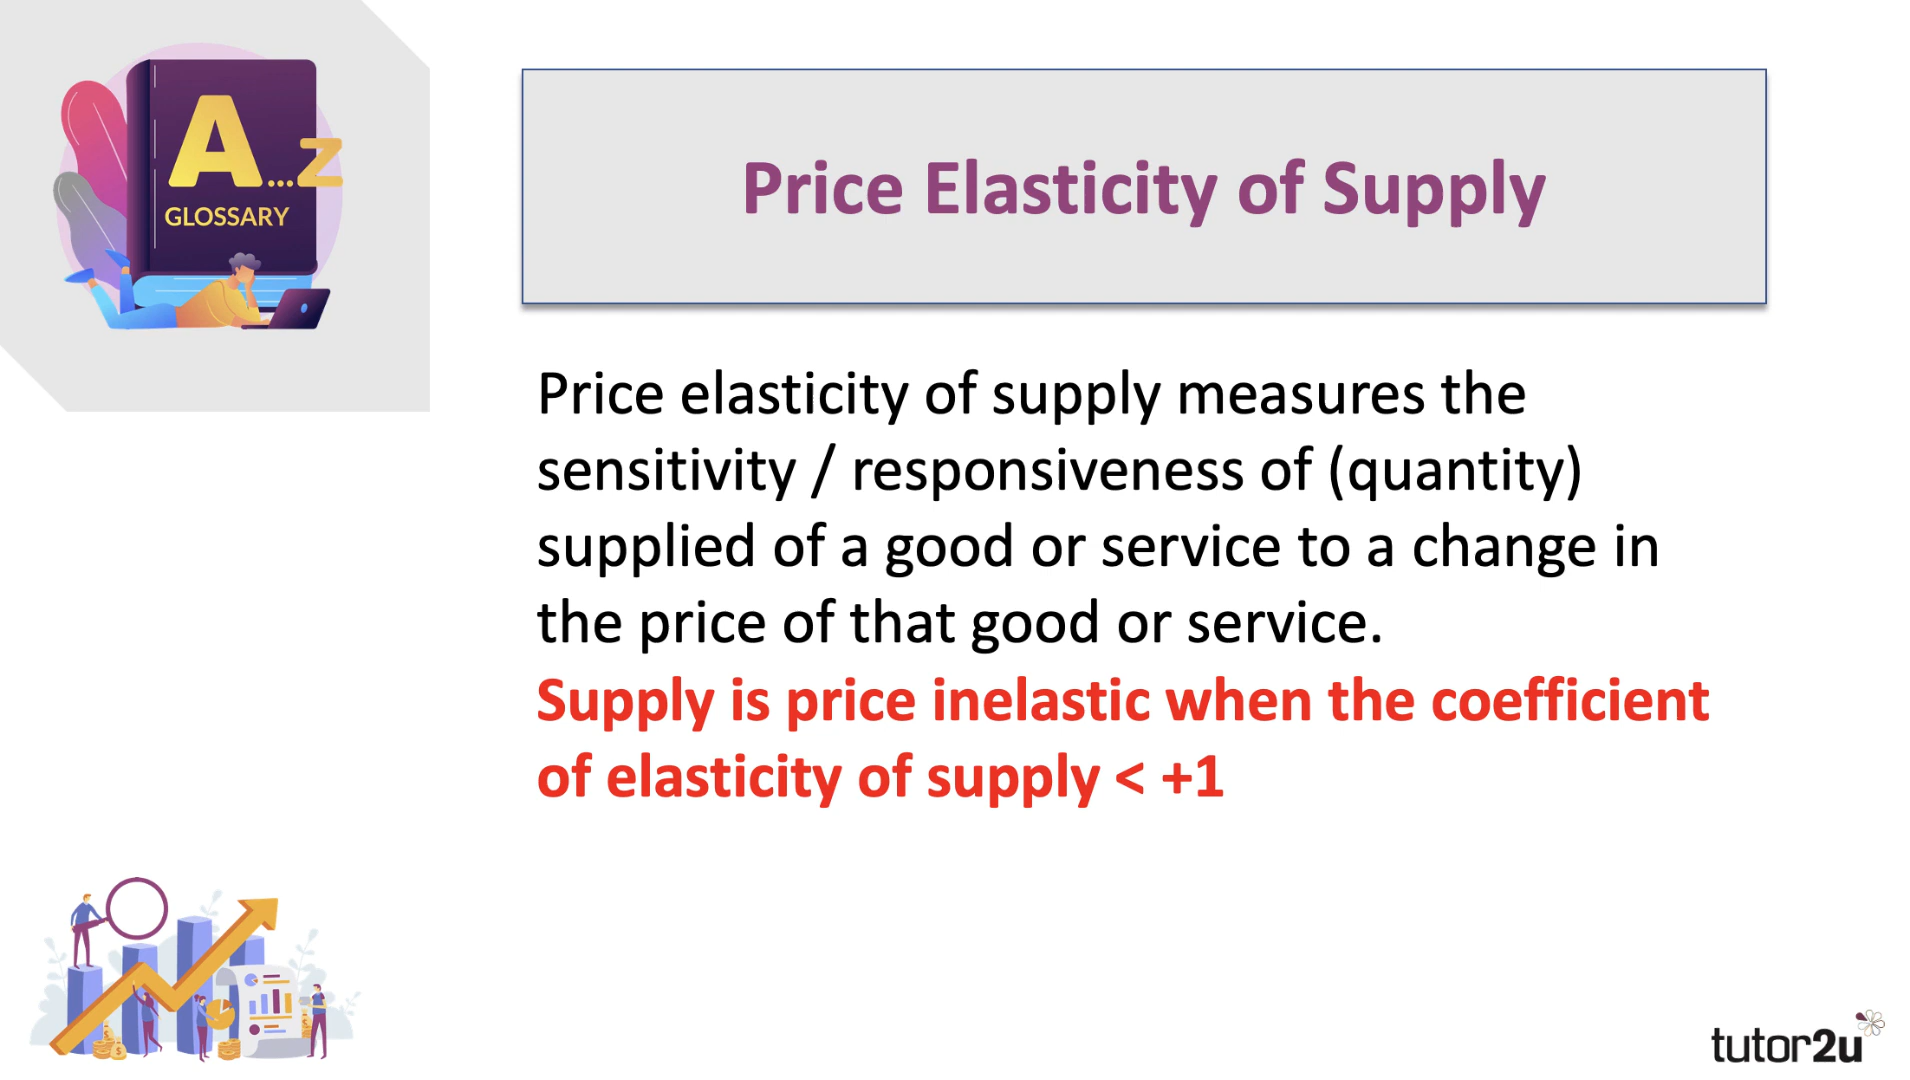 A...Z
GLOSSARY
Price Elasticity of Supply
Price elasticity of supply measures the
sensitivity / responsiveness of (quantity)
supplied of a good or service to a change in
the price of that good or service.
Supply is price inelastic when the coefficient
of elasticity of supply < +1
tutor2u